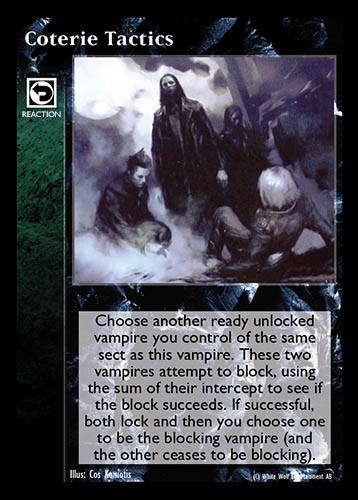 Coterie Tactics
REACTION
Choose another ready unlocked
vampire you control of the same
sect as this vampire. These two
vampires attempt to block, using
the sum of their intercept to see if
the block succeeds. If successful,
both lock and then you choose one
to be the blocking vampire (and
the other ceases to be blocking).
Illus: Cos Koniotis
(C) White Wolf Entertainment AB